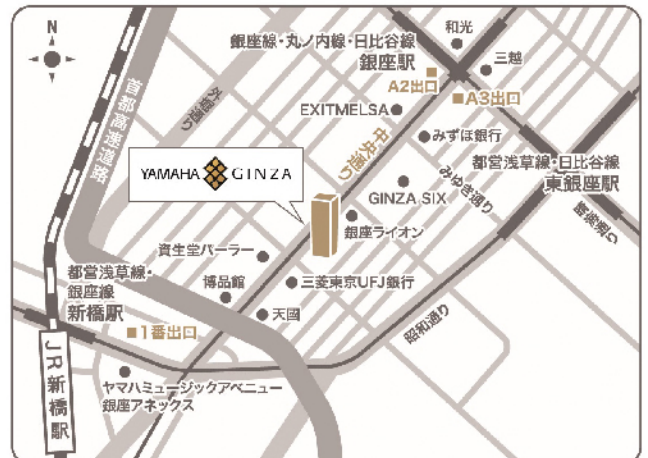 N
和光
銀座線・丸ノ内線・日比谷線
銀座駅
三越
A2出口
A3出口
首都高速道路
外堀通り
EXITMELSA
中央通り
みずほ銀行
YAMAHA GINZA
都営浅草線・日比谷線
東銀座駅
みゆき通り
GINZA SIX
晴海通り
銀座ライオン
資生堂パーラー
都営浅草線・
銀座線
新橋駅
博品館
三菱東京UFJ銀行
天國
1番出口
昭和通り
JR新橋駅
ヤマハミュージックアベニュー
銀座アネックス